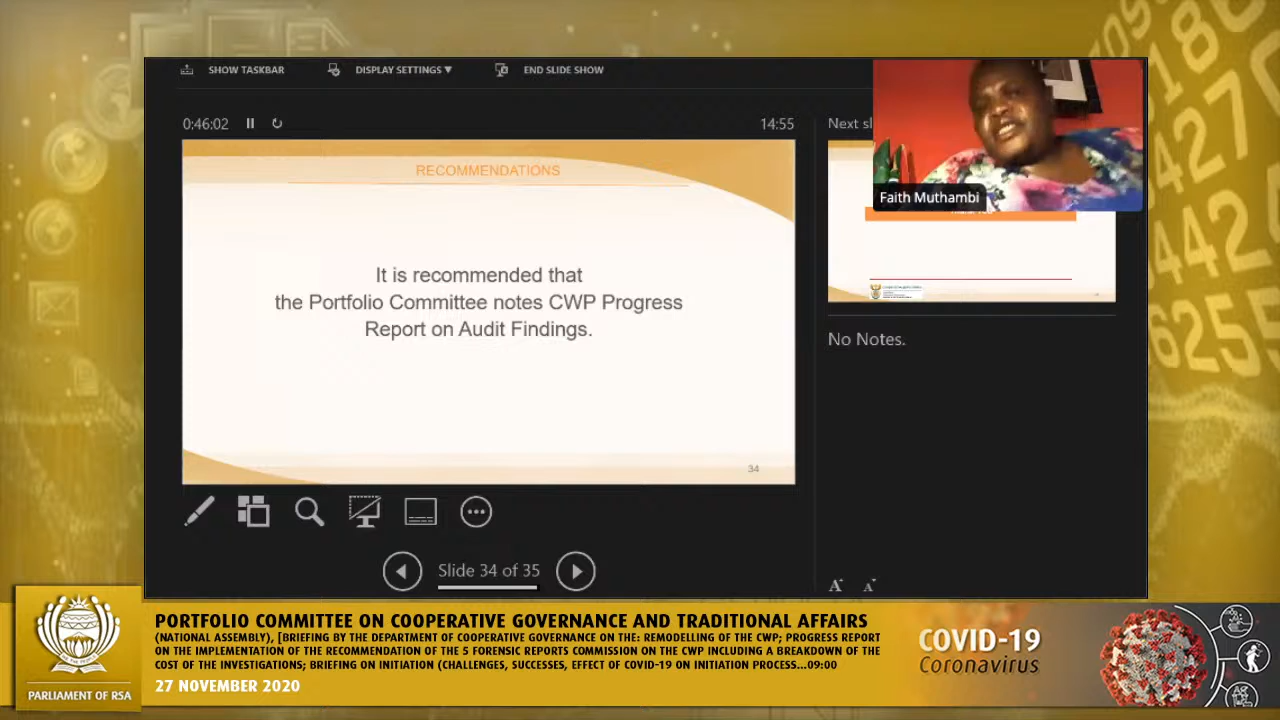 SHOW TASKBAR
DISPLAY SETTINGS ▼
END SLIDE SHOW
0:46:02
14:55
Next sl
RECOMMENDATIONS
It is recommended that
the Portfolio Committee notes CWP Progress
Report on Audit Findings.
34
Faith Muthambi
No Notes.
Slide 34 of 35
A
A
PORTFOLIO COMMITTEE ON COOPERATIVE GOVERNANCE AND TRADITIONAL AFFAIRS
(NATIONAL ASSEMBLY), [BRIEFING BY THE DEPARTMENT OF COOPERATIVE GOVERNANCE ON THE: REMODELLING OF THE CWP; PROGRESS REPORT
ON THE IMPLEMENTATION OF THE RECOMMENDATION OF THE 5 FORENSIC REPORTS COMMISSION ON THE CWP INCLUDING A BREAKDOWN OF THE
COST OF THE INVESTIGATIONS; BRIEFING ON INITIATION (CHALLENGES, SUCCESSES, EFFECT OF COVID-19 ON INITIATION PROCESS...09:00
27 NOVEMBER 2020
PARLIAMENT OF RSA
COVID-19
Coronavirus